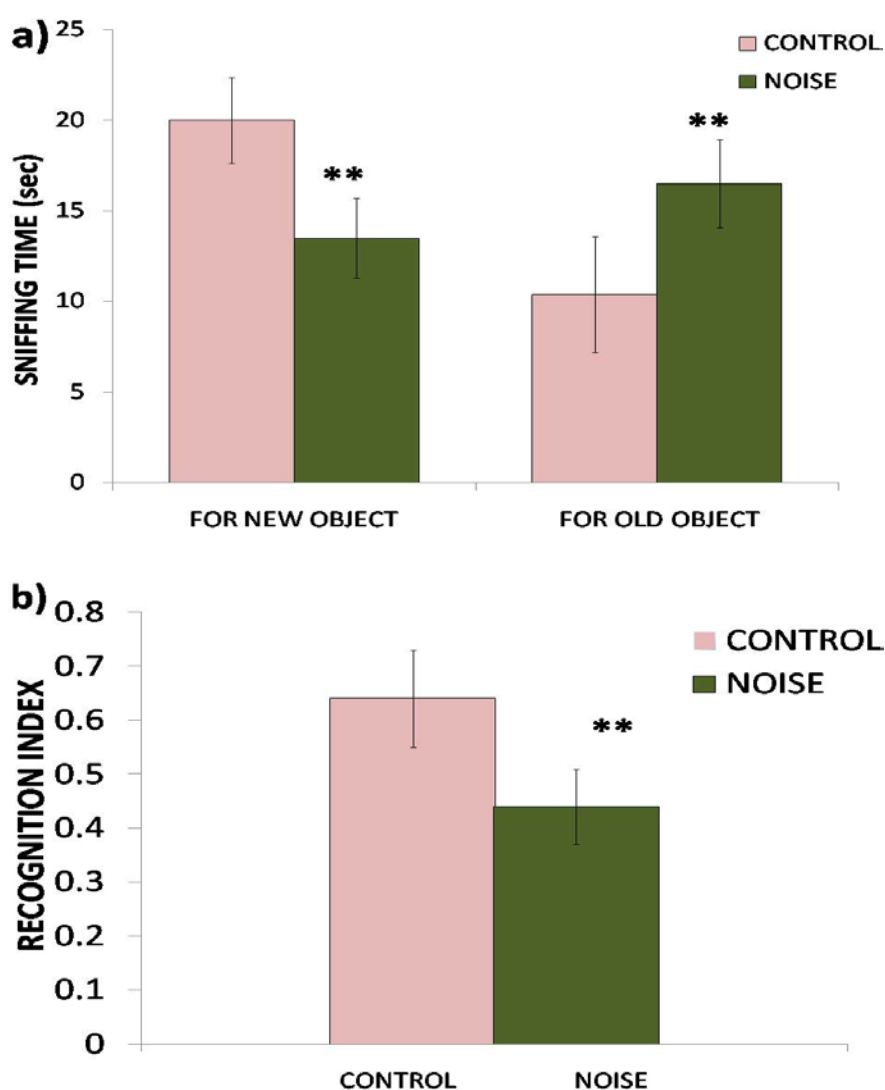 a)
25
CONTROL
NOISE
20
**
**
15
10
5
0
SNIFFING TIME (sec)
FOR NEW OBJECT FOR OLD OBJECT
b)
0.8
CONTROL
NOISE
0.7
0.6
**
0.5
0.4
0.3
0.2
0.1
0
RECOGNITION INDEX
CONTROL NOISE